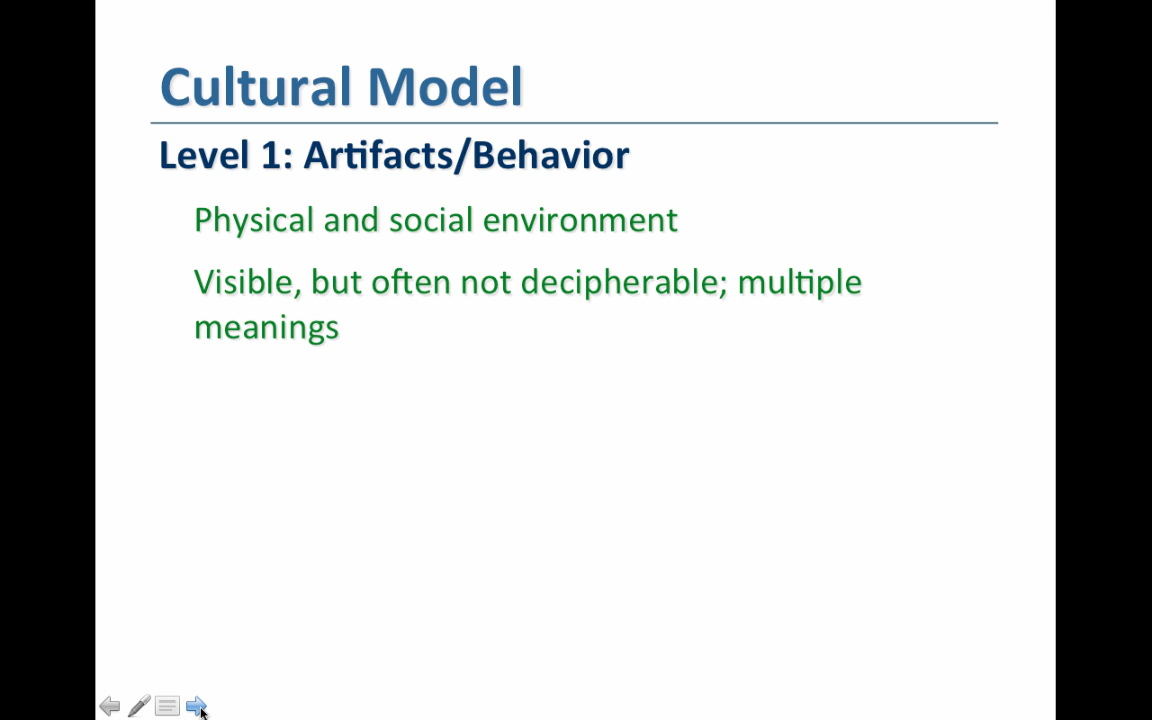 Cultural Model
Level 1: Artifacts/Behavior
Physical and social environment
Visible, but often not decipherable; multiple
meanings